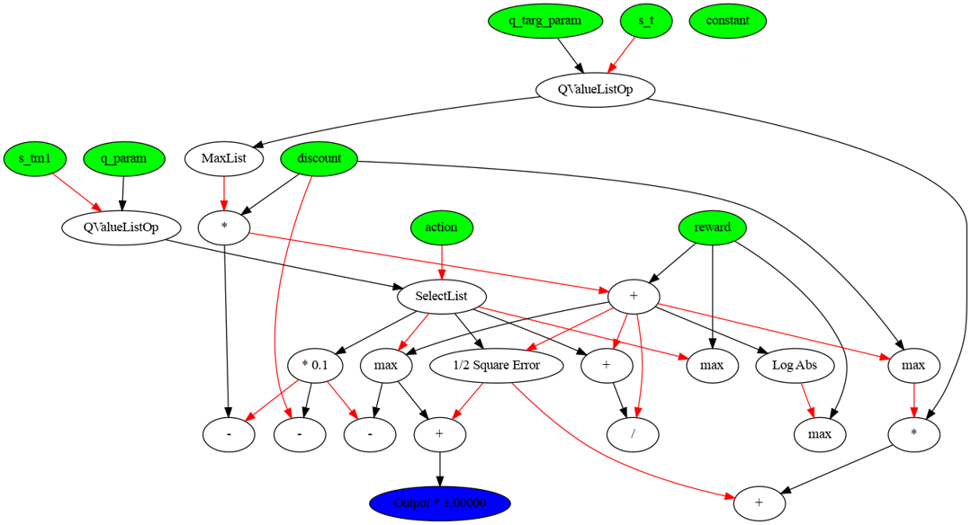 q_targ_param s_t constant
QValueListOp
s_tm1 q_param MaxList discount
QValueListOp * action reward
SelectList +
* 0.1 max 1/2 Square Error + max Log Abs max
- - - + / max *
Output * 1.00000 +